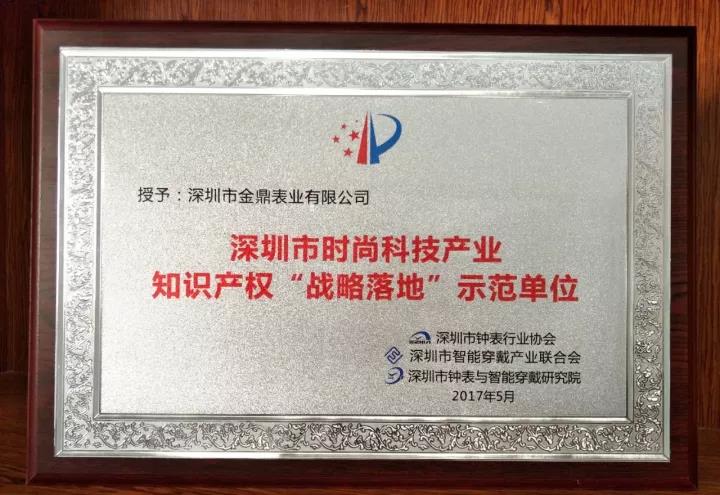 授予：深圳市金鼎表业有限公司
深圳市时尚科技产业
知识产权“战略落地”示范单位
深圳市钟表行业协会
深圳市智能穿戴产业联合会
深圳市钟表与智能穿戴研究院
2017年5月